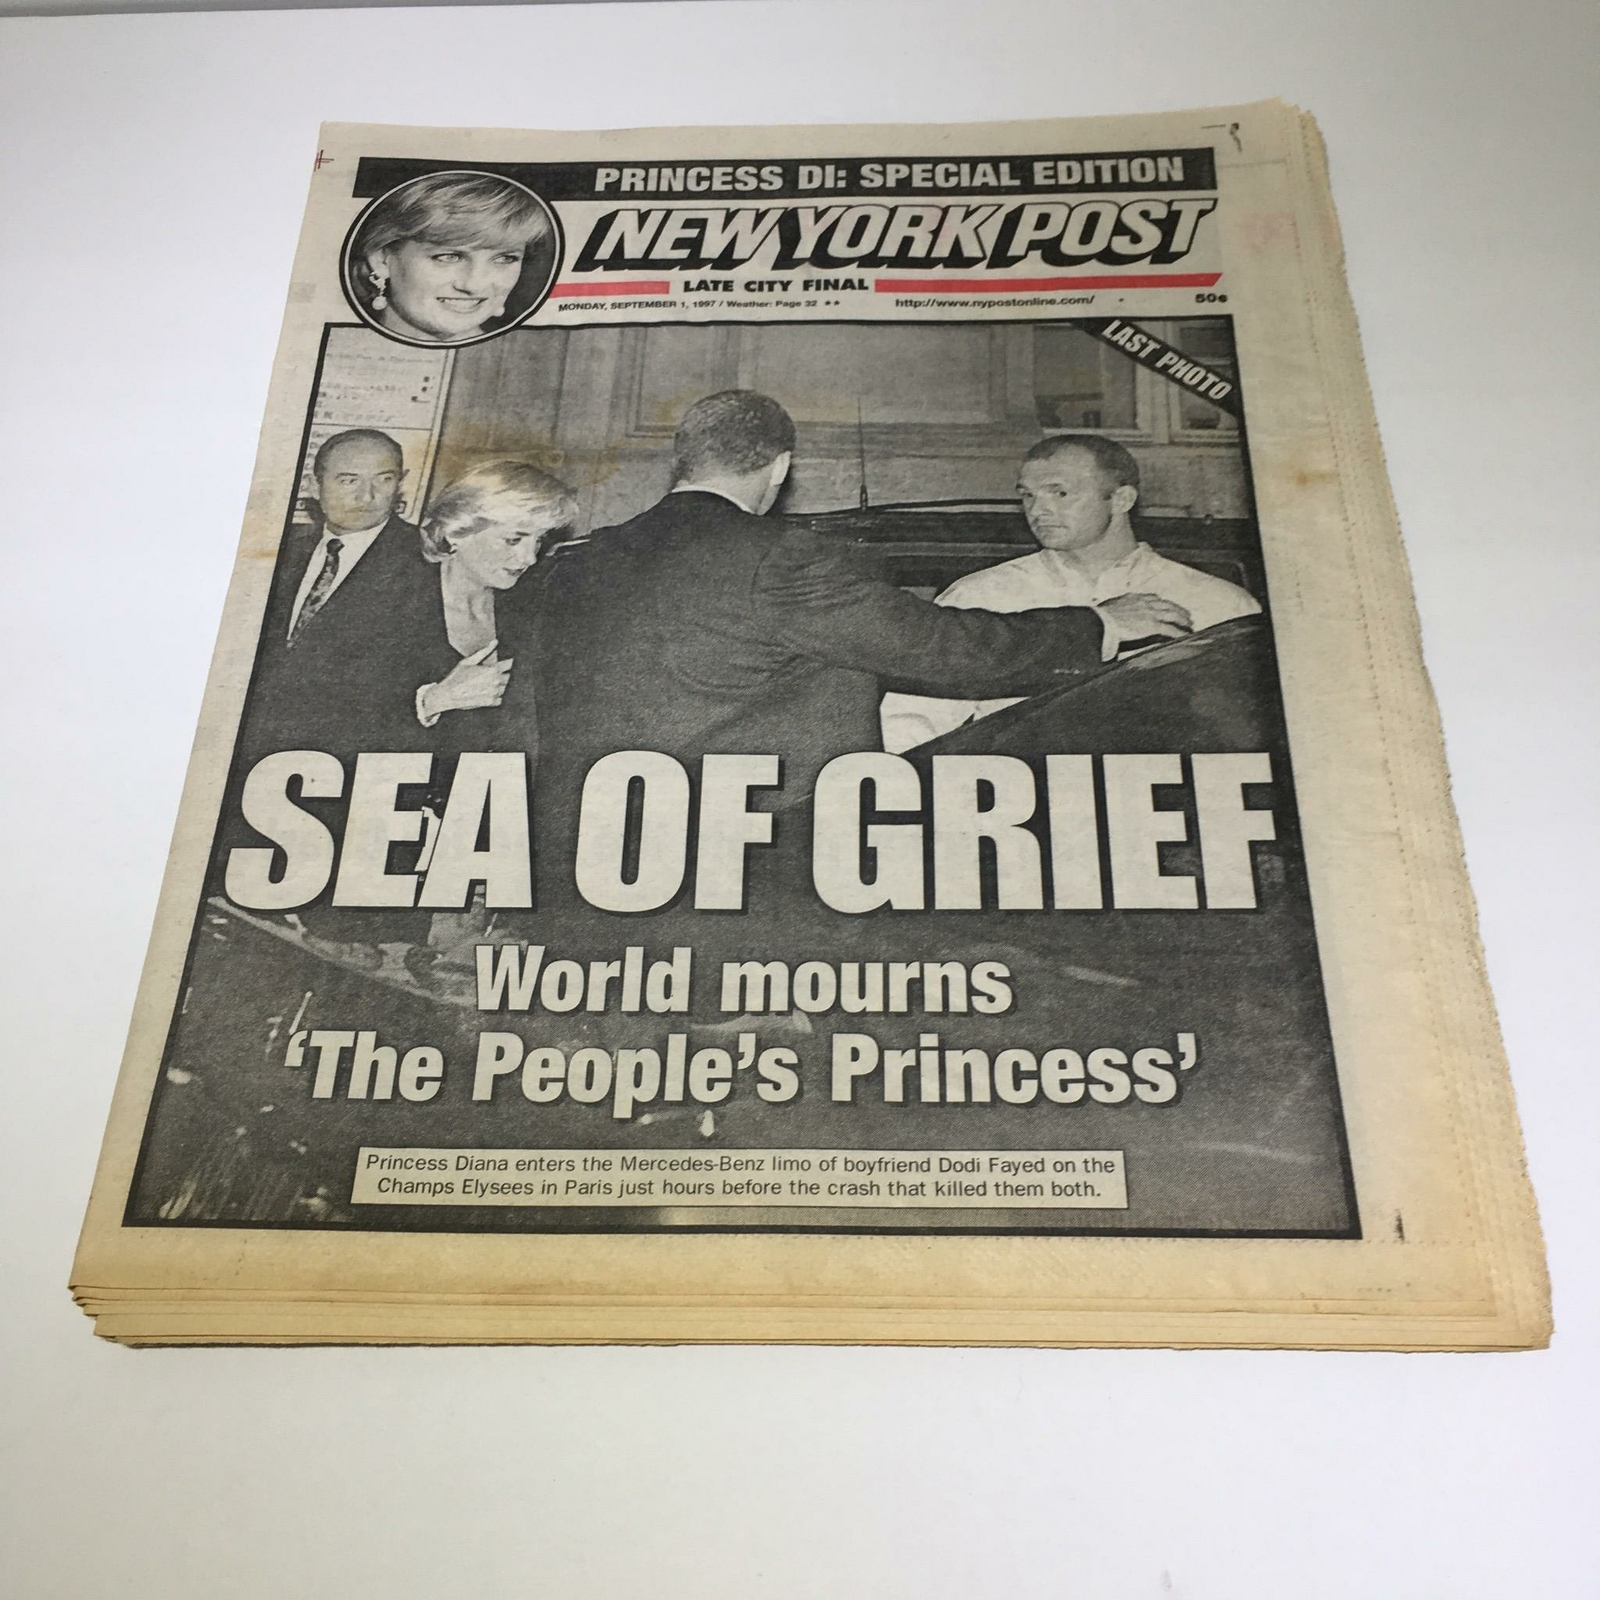 PRINCESS DI: SPECIAL EDITION
NEW YORK POST
LATE CITY FINAL
MONDAY, SEPTEMBER 1, 1997 / Weather: Page 32 ★★ http://www.nypostonline.com/ 50¢
LAST PHOTO
SEA OF GRIEF
World mourns
‘The People’s Princess’
Princess Diana enters the Mercedes-Benz limo of boyfriend Dodi Fayed on the
Champs Elysees in Paris just hours before the crash that killed them both.